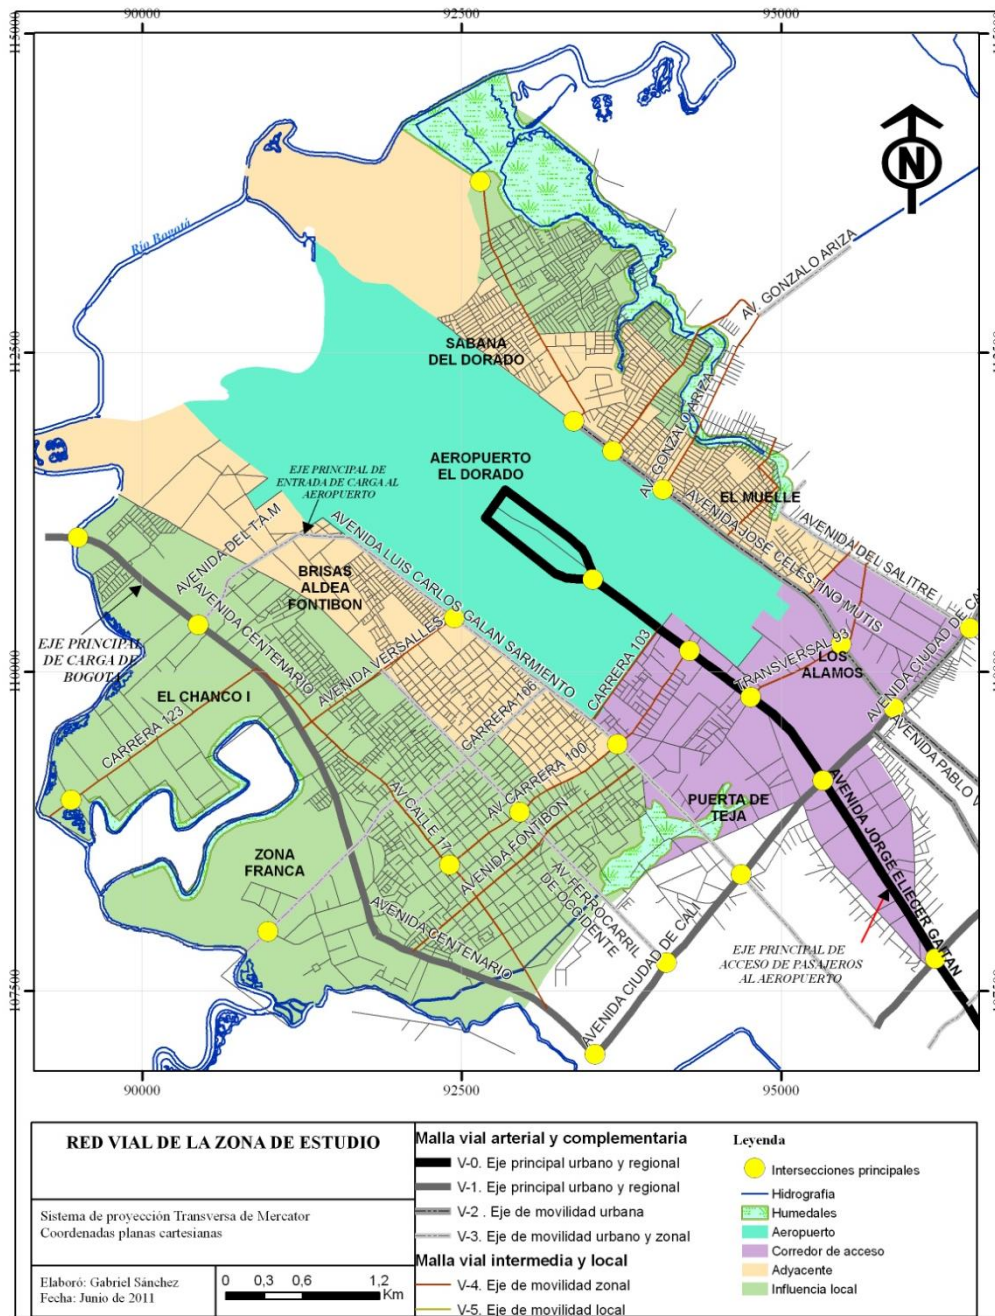 90000
92500
95000
115000
115000
N
Río Bogotá
AV. GONZALO ARIZA
112500
SABANA
DEL DORADO
AV. GONZALO ARIZA
AEROPUERTO
EL DORADO
EJE PRINCIPAL DE
ENTRADA DE CARGA AL
AEROPUERTO
EL MUELLE
AVENIDA JOSE CELESTINO MUTIS
AVENIDA DEL SALITRE
AVENIDA DEL T.A.M
AVENIDA LUIS CARLOS GALAN SARMIENTO
BRISAS
ALDEA
FONTIBON
AVENIDA CENTENARIO
AVENIDA VERSALLES
EJE PRINCIPAL
DE CARGA DE
BOGOTA
110000
CARRERA 103
TRANSVERSAL 93
LOS
ALAMOS
AVENIDA CIUDAD DE CA
EL CHANCO I
CARRERA 123
CARRERA 106
AVENIDA PABLO V
AV. CARRERA 100
AV CALLE 17
AVENIDA FONTIBON
PUERTA DE
TEJA
AVENIDA JORGE ELIECER GAITAN
ZONA
FRANCA
AV. FERROCARRIL
DE OCCIDENTE
AVENIDA CENTENARIO
AVENIDA CIUDAD DE CALI
EJE PRINCIPAL DE
ACCESO DE PASAJEROS
AL AEROPUERTO
107500
90000
92500
95000
RED VIAL DE LA ZONA DE ESTUDIO
Sistema de proyección Transversa de Mercator
Coordenadas planas cartesianas
Elaboró: Gabriel Sánchez
Fecha: Junio de 2011
0 0,3 0,6 1,2
Km
Malla vial arterial y complementaria
V-0. Eje principal urbano y regional
V-1. Eje principal urbano y regional
V-2 . Eje de movilidad urbana
V-3. Eje de movilidad urbano y zonal
Malla vial intermedia y local
V-4. Eje de movilidad zonal
V-5. Eje de movilidad local
Leyenda
Intersecciones principales
Hidrografia
Humedales
Aeropuerto
Corredor de acceso
Adyacente
Influencia local